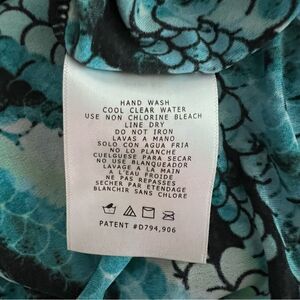 HAND WASH
COOL CLEAR WATER
USE NON CHLORINE BLEACH
LINE DRY
DO NOT IRON
LAVAS A MANO
SOLO CON AGUA FRIA
NO LO PLANCHE
CUELGUESE PARA SECAR
NO USE BLANQUEADOR
LAVAGE A LA MAIN
A L'EAU FROIDE
NE PAS REPASSES
SECHER PAR ETENDAGE
BLANCHIR SANS CHLORE
PATENT #D794,906